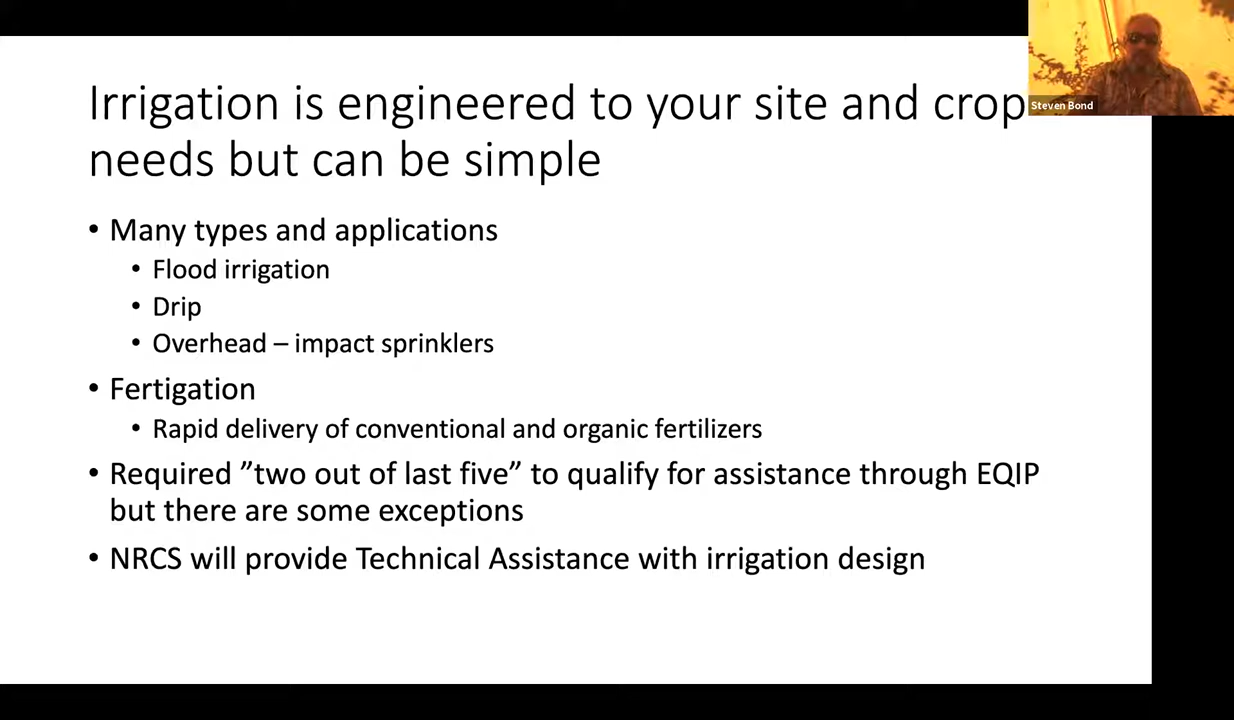 Irrigation is engineered to your site and crop
needs but can be simple
• Many types and applications
• Flood irrigation
• Drip
• Overhead – impact sprinklers
• Fertigation
• Rapid delivery of conventional and organic fertilizers
• Required ”two out of last five” to qualify for assistance through EQIP
but there are some exceptions
• NRCS will provide Technical Assistance with irrigation design
Steven Bond